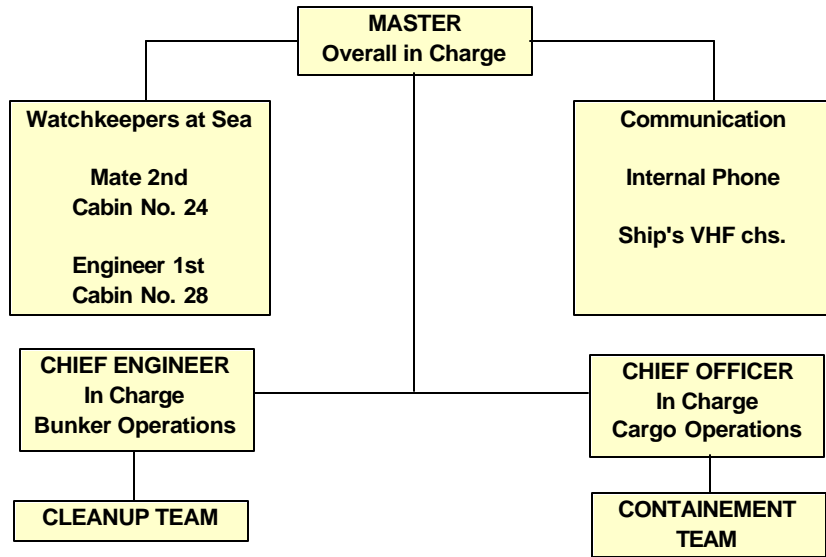 MASTER
Overall in Charge
Watchkeepers at Sea
Mate 2nd
Cabin No. 24
Engineer 1st
Cabin No. 28
Communication
Internal Phone
Ship's VHF chs.
CHIEF ENGINEER
In Charge
Bunker Operations
CHIEF OFFICER
In Charge
Cargo Operations
CLEANUP TEAM
CONTAINEMENT
TEAM